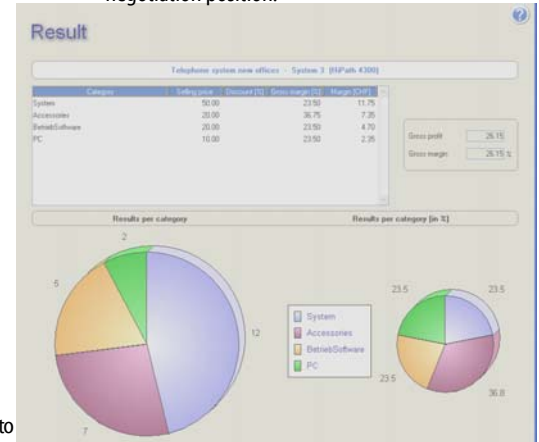 negotiation position.
Result
Telephone system new offices - System 3 (HiPath 4300)
Category Selling price Discount [%] Gross margin [%] Margin [CHF]
System 50.00 23.50 11.75
Accessories 20.00 36.75 7.35
BetriebSoftware 20.00 23.50 4.70
PC 10.00 23.50 2.35
Gross profit 26.15
Gross margin 26.15 %
Results per category Results per category (in %)
2
5
12
7
System
Accessories
BetriebSoftware
PC
23.5 23.5
23.5
36.8
to